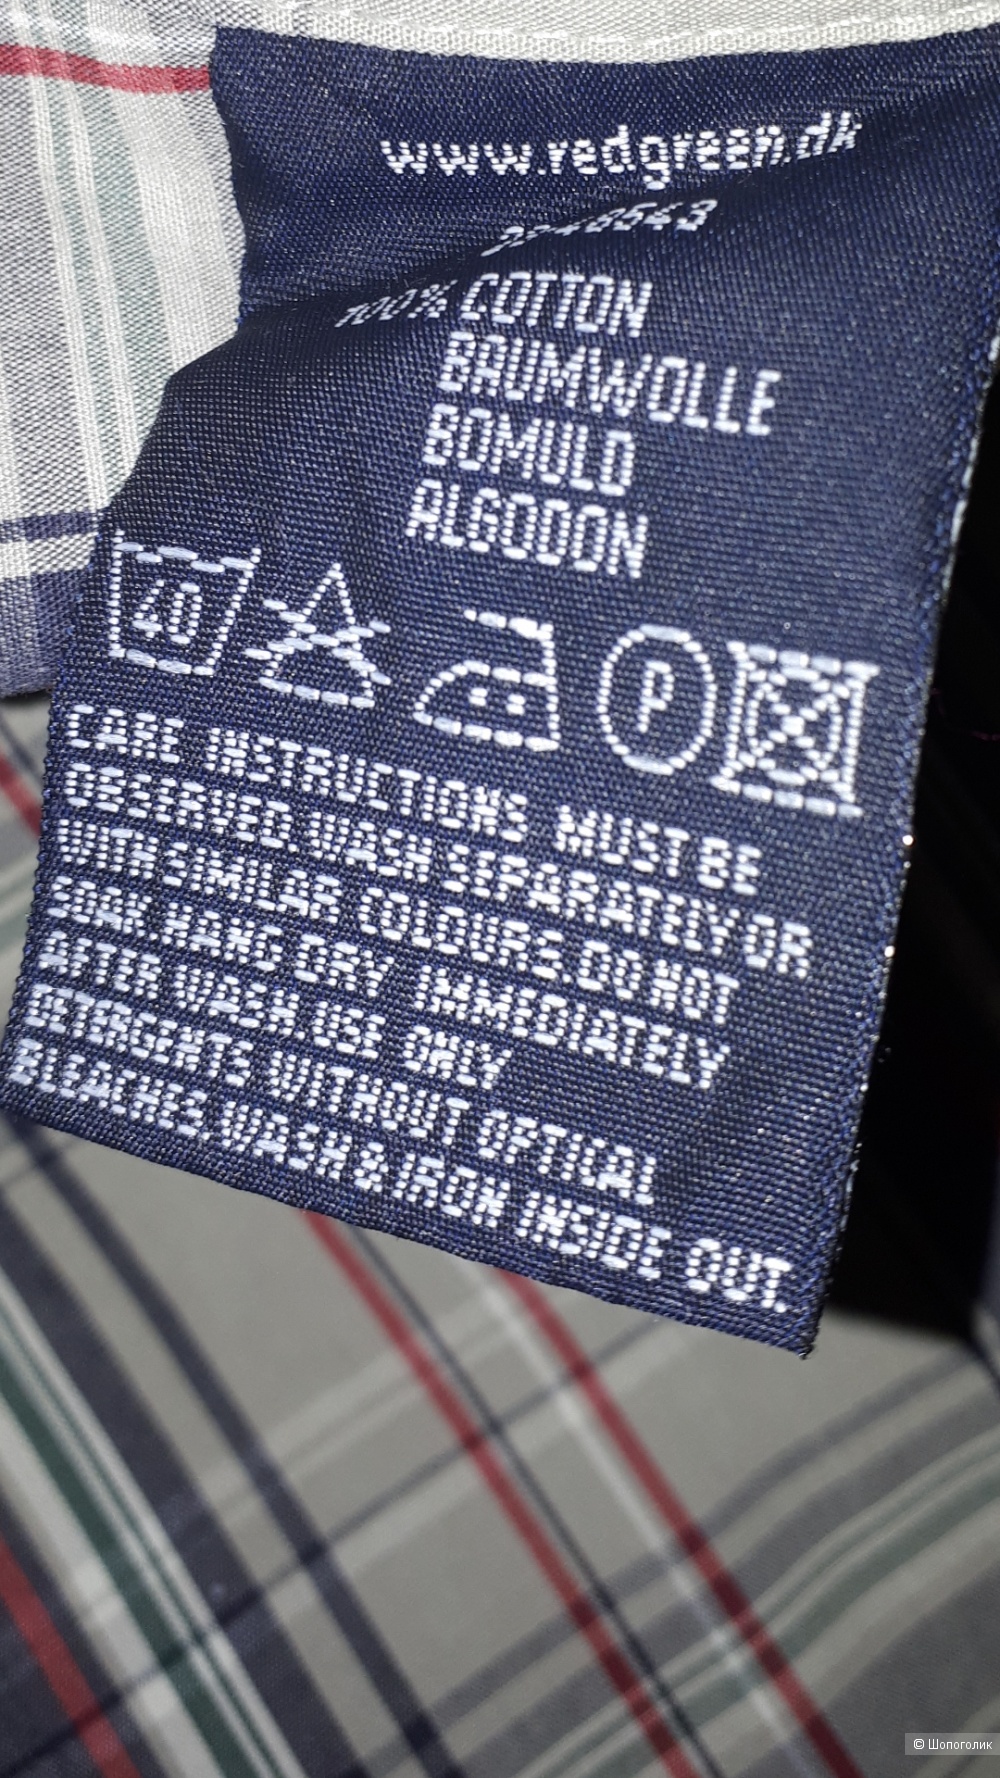 www.redgreen.dk
100% COTTON
BAUMWOLLE
BOMULD
ALGODON
40
P
CARE INSTRUCTIONS MUST BE
OBSERVED.WASH SEPARATELY OR
WITH SIMILAR COLOURS.DO NOT
SOAK.HANG DRY IMMEDIATELY
AFTER WASH.USE ONLY
DETERGENTS WITHOUT OPTICAL
BLEACHES.WASH & IRON INSIDE OUT.
© Шопоголик